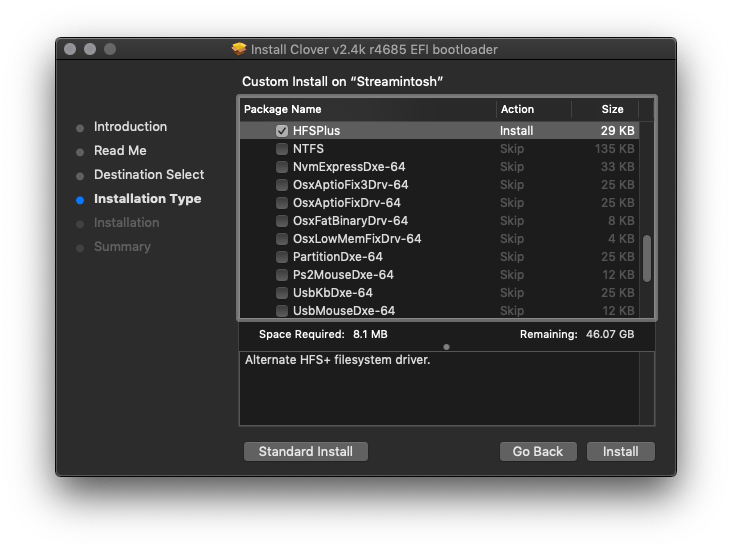 Install Clover v2.4k r4685 EFI bootloader
Custom Install on “Streamintosh”
Introduction
Read Me
Destination Select
Installation Type
Installation
Summary
Package Name Action Size
HFSPlus Install 29 KB
NTFS Skip 135 KB
NvmExpressDxe-64 Skip 33 KB
OsxAptioFix3Drv-64 Skip 25 KB
OsxAptioFixDrv-64 Skip 25 KB
OsxFatBinaryDrv-64 Skip 8 KB
OsxLowMemFixDrv-64 Skip 4 KB
PartitionDxe-64 Skip 25 KB
Ps2MouseDxe-64 Skip 12 KB
UsbKbDxe-64 Skip 25 KB
UsbMouseDxe-64 Skip 12 KB
Space Required: 8.1 MB Remaining: 46.07 GB
Alternate HFS+ filesystem driver.
Standard Install Go Back Install